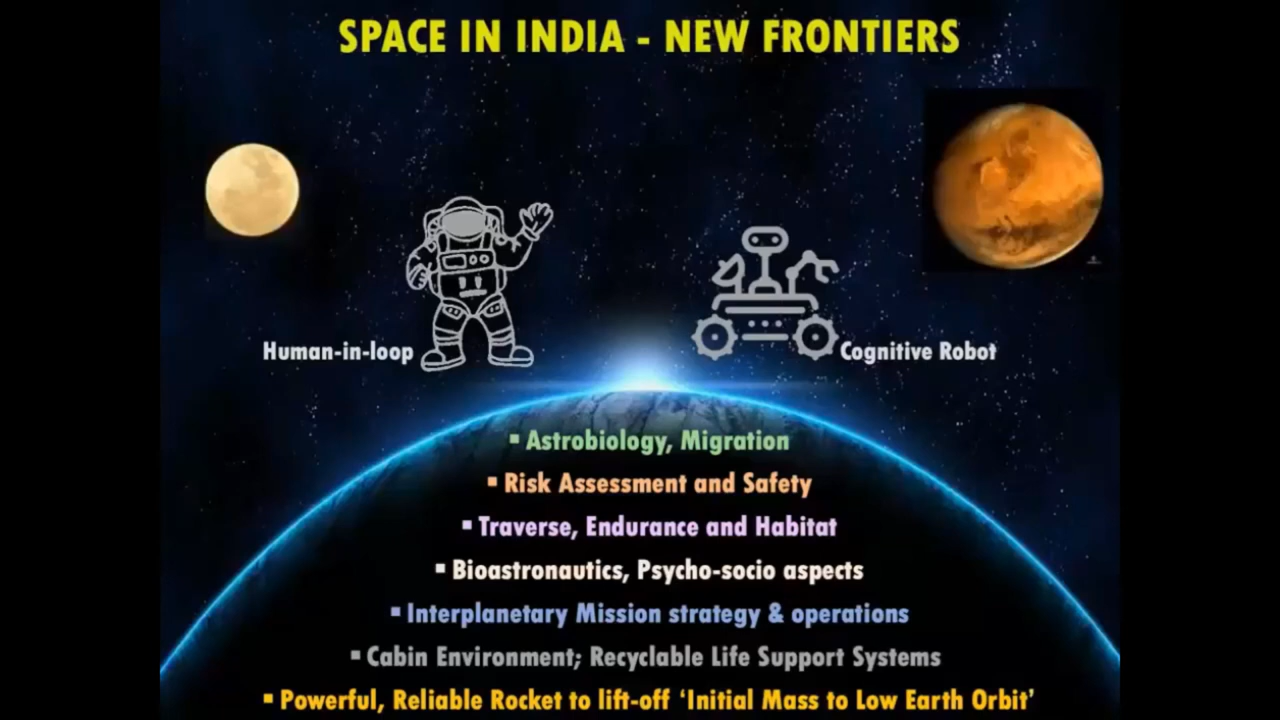 SPACE IN INDIA - NEW FRONTIERS
Human-in-loop
Cognitive Robot
▪ Astrobiology, Migration
▪ Risk Assessment and Safety
▪ Traverse, Endurance and Habitat
▪ Bioastronautics, Psycho-socio aspects
▪ Interplanetary Mission strategy & operations
▪ Cabin Environment; Recyclable Life Support Systems
▪ Powerful, Reliable Rocket to lift-off ‘Initial Mass to Low Earth Orbit’